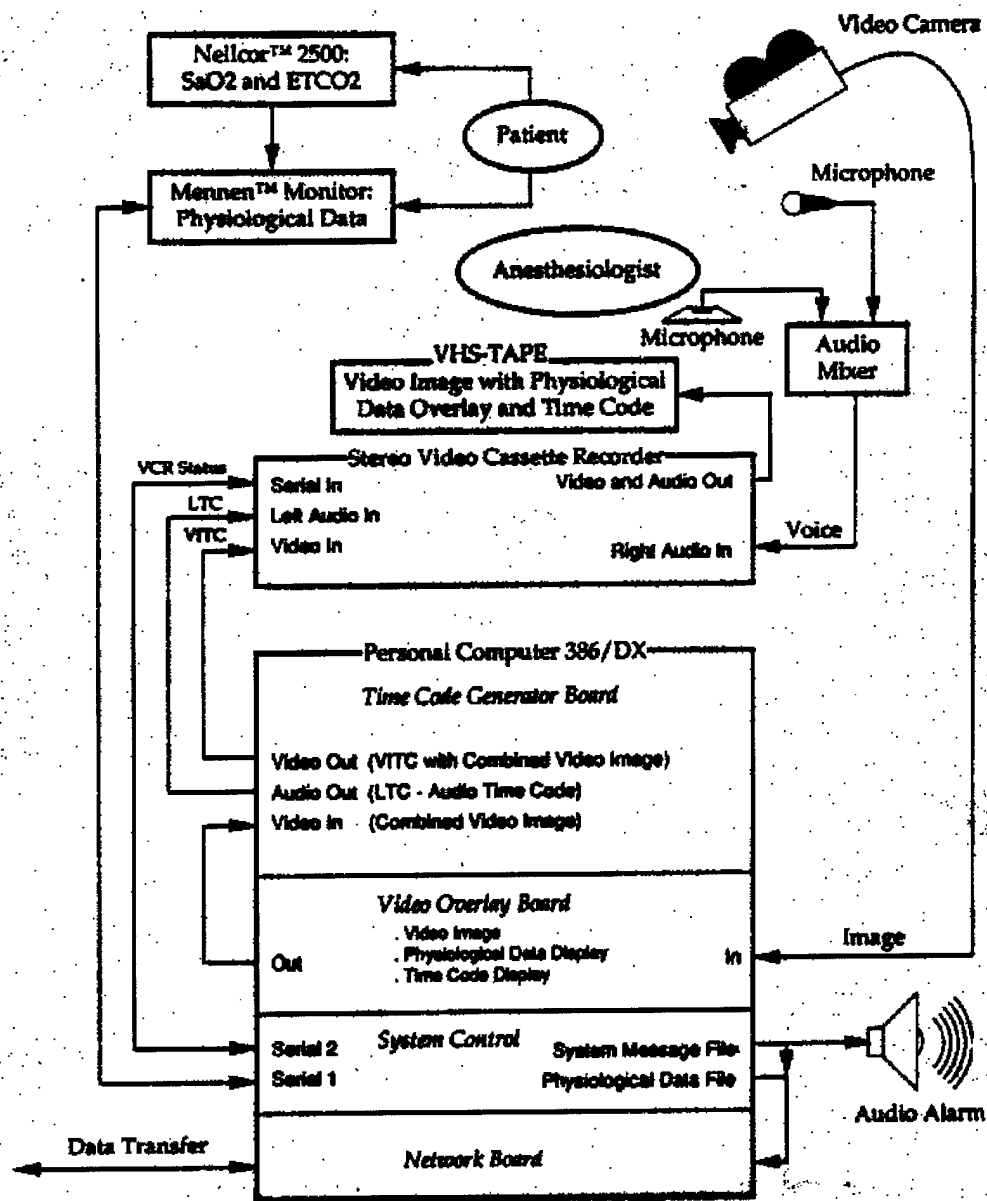 Video Camera
Nellcor™ 2500:
SaO2 and ETCO2
Patient
Mennen™ Monitor:
Physiological Data
Microphone
Anesthesiologist
Microphone
Audio
Mixer
VHS-TAPE
Video Image with Physiological
Data Overlay and Time Code
Stereo Video Cassette Recorder
VCR Status
Serial In
Video and Audio Out
LTC
Left Audio In
VITC
Video In
Right Audio In
Voice
Personal Computer 386/DX
Time Code Generator Board
Video Out (VITC with Combined Video Image)
Audio Out (LTC - Audio Time Code)
Video In (Combined Video Image)
Video Overlay Board
. Video Image
. Physiological Data Display
. Time Code Display
Out
In
Image
System Control
Serial 2
System Message File
Serial 1
Physiological Data File
Audio Alarm
Data Transfer
Network Board